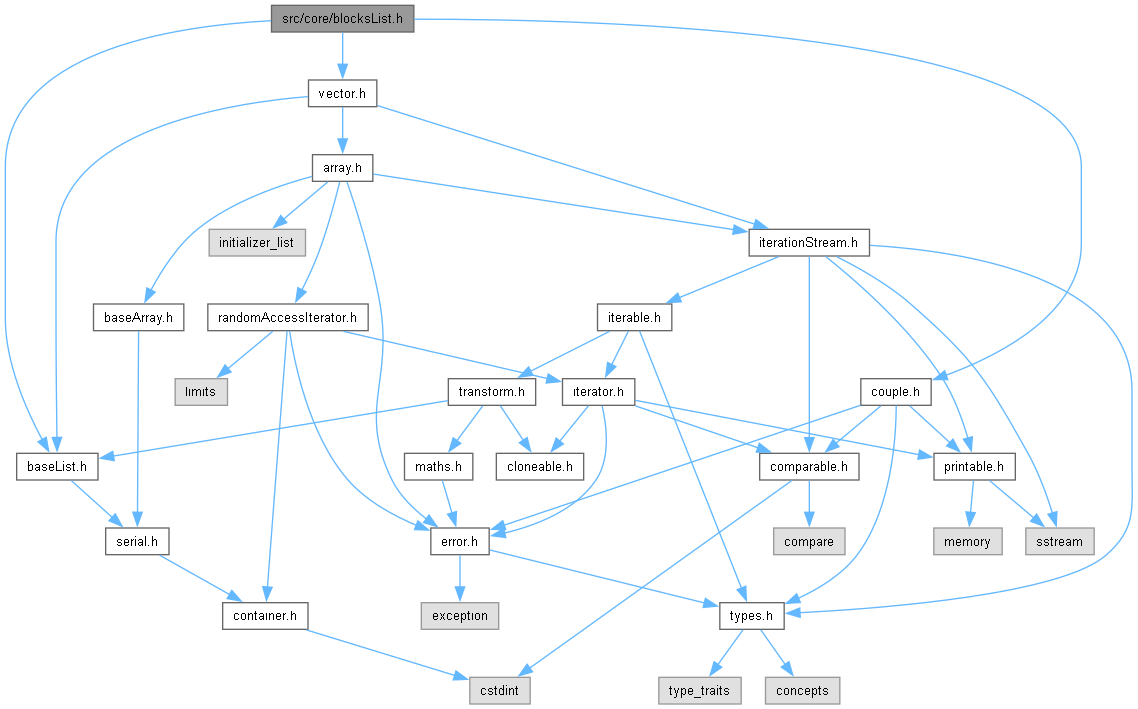 src/core/blocksList.h
vector.h
array.h
initializer_list
iterationStream.h
baseArray.h
randomAccessIterator.h
iterable.h
limits
transform.h
iterator.h
couple.h
baseList.h
maths.h
cloneable.h
comparable.h
printable.h
serial.h
error.h
compare
memory
sstream
container.h
exception
types.h
cstdint
type_traits
concepts